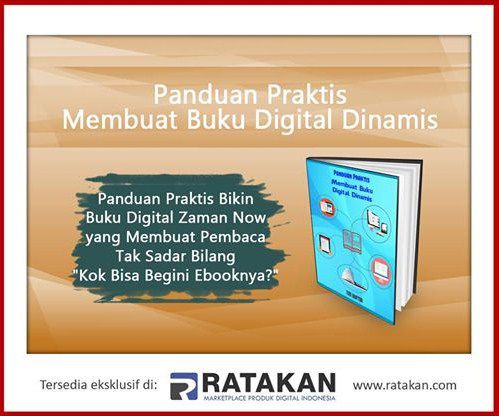 Panduan Praktis
Membuat Buku Digital Dinamis
Panduan Praktis Bikin
Buku Digital Zaman Now
yang Membuat Pembaca
Tak Sadar Bilang
"Kok Bisa Begini Ebooknya?"
Panduan Praktis
Membuat Buku
Digital Dinamis
Tersedia eksklusif di:
RATAKAN
MARKETPLACE PRODUK DIGITAL INDONESIA
www.ratakan.com